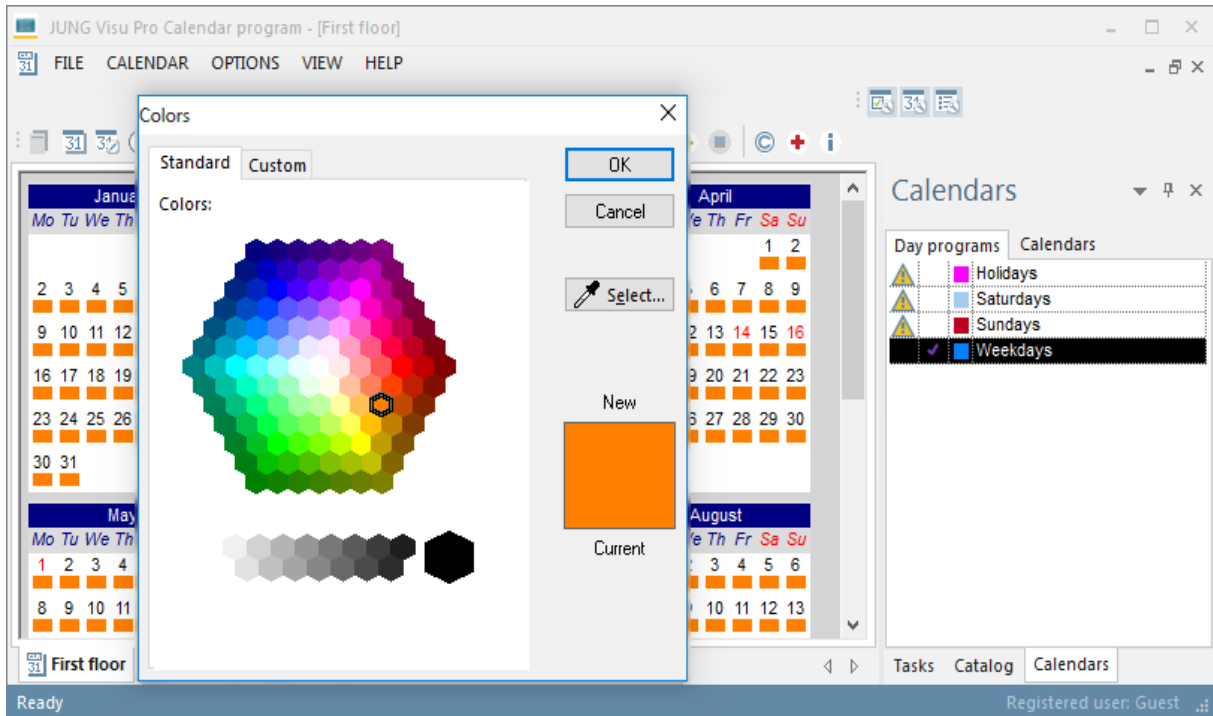 JUNG Visu Pro Calendar program - [First floor]
FILE CALENDAR OPTIONS VIEW HELP
Colors
Standard Custom
Colors:
OK
Cancel
Select...
New
Current
Janua
Mo Tu We Th
2 3 4 5
9 10 11 12
16 17 18 19
23 24 25 26
30 31
May
Mo Tu We Th
1 2 3 4
8 9 10 11
April
Th Fr Sa Su
1 2
6 7 8 9
13 14 15 16
20 21 22 23
27 28 29 30
August
Th Fr Sa Su
3 4 5 6
10 11 12 13
Calendars
Day programs Calendars
Holidays
Saturdays
Sundays
Weekdays
First floor
Tasks Catalog Calendars
Ready
Registered user: Guest